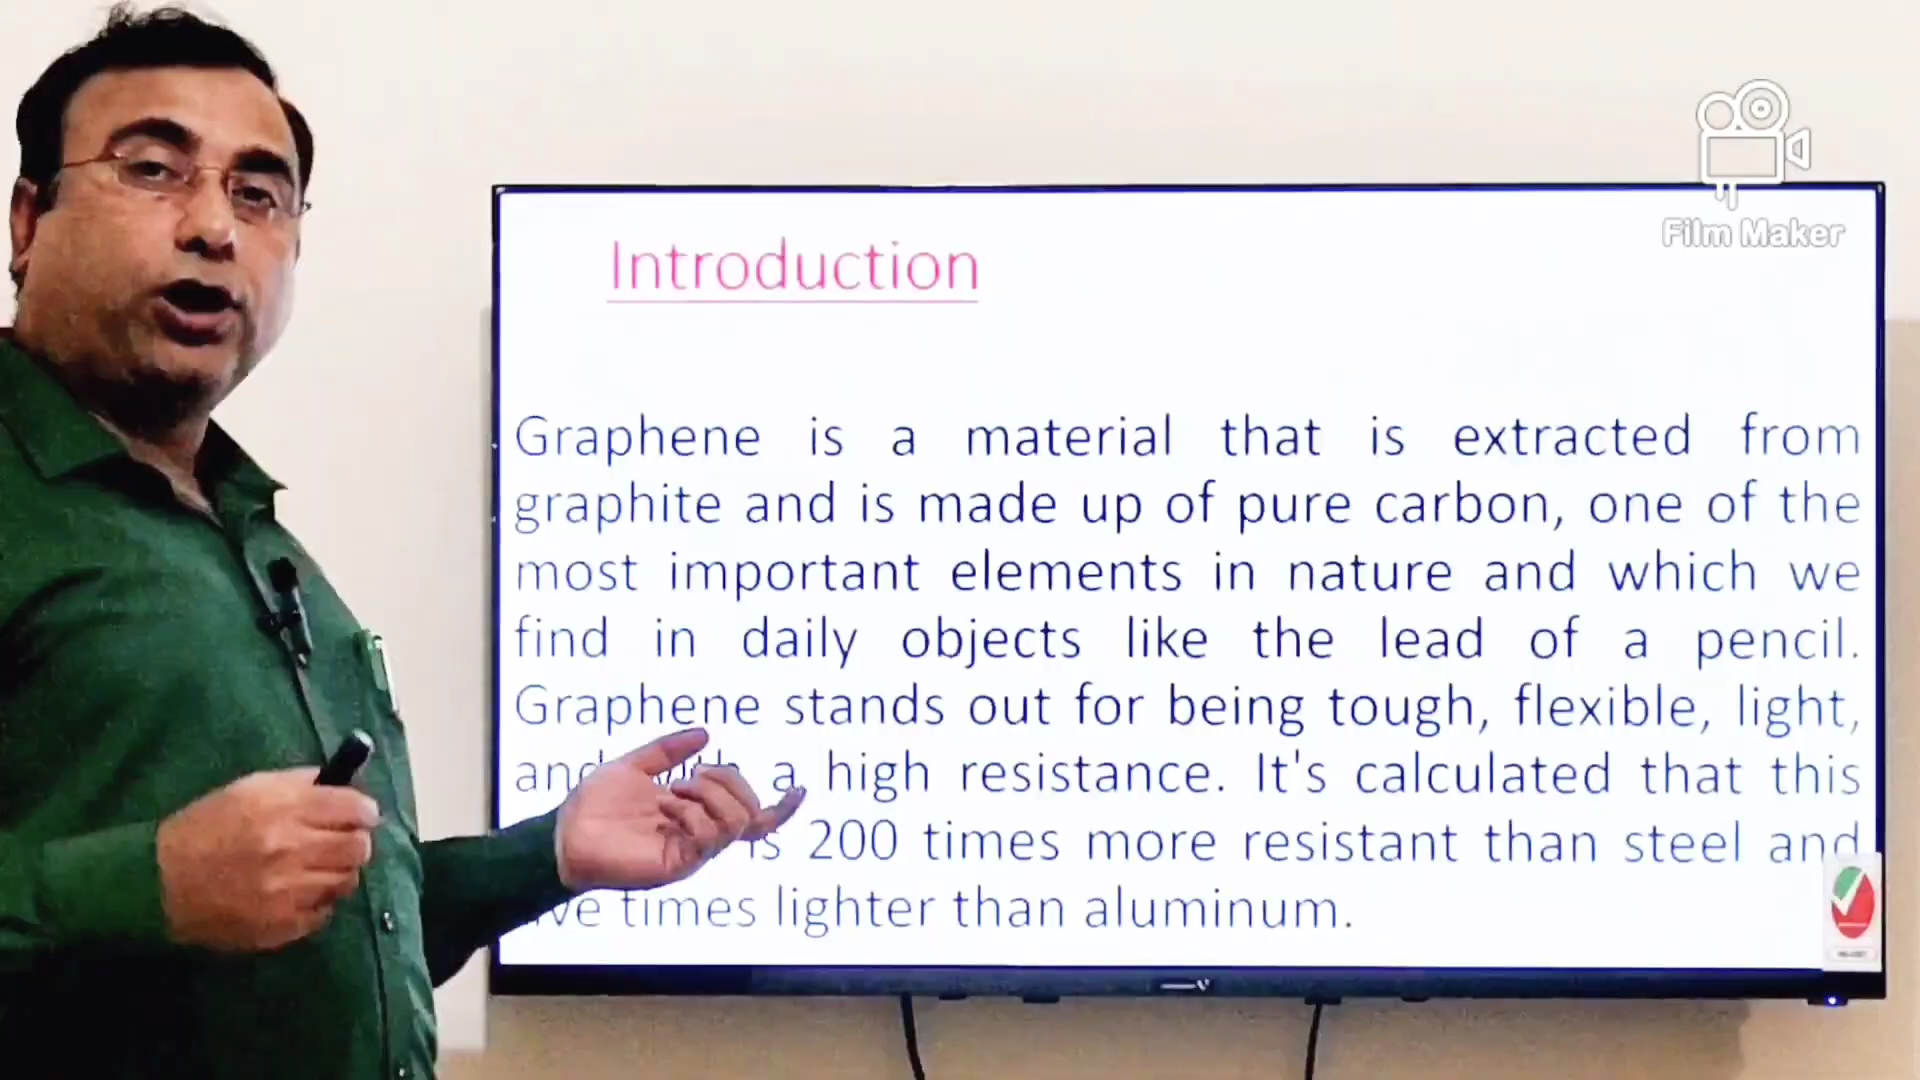 Film Maker
Introduction
Graphene is a material that is extracted from
graphite and is made up of pure carbon, one of the
most important elements in nature and which we
find in daily objects like the lead of a pencil.
Graphene stands out for being tough, flexible, light,
and with a high resistance. It's calculated that this
is 200 times more resistant than steel and
times lighter than aluminum.